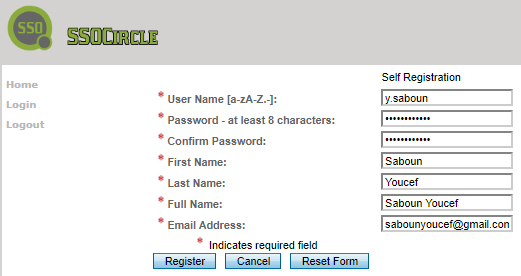 SSO SSOCircle
Self Registration
Home
Login
Logout
* User Name [a-zA-Z.-]: y.saboun
* Password - at least 8 characters: ••••••••••••
* Confirm Password: ••••••••••••
* First Name: Saboun
* Last Name: Youcef
* Full Name: Saboun Youcef
* Email Address: sabounyoucef@gmail.con
* Indicates required field
Register Cancel Reset Form